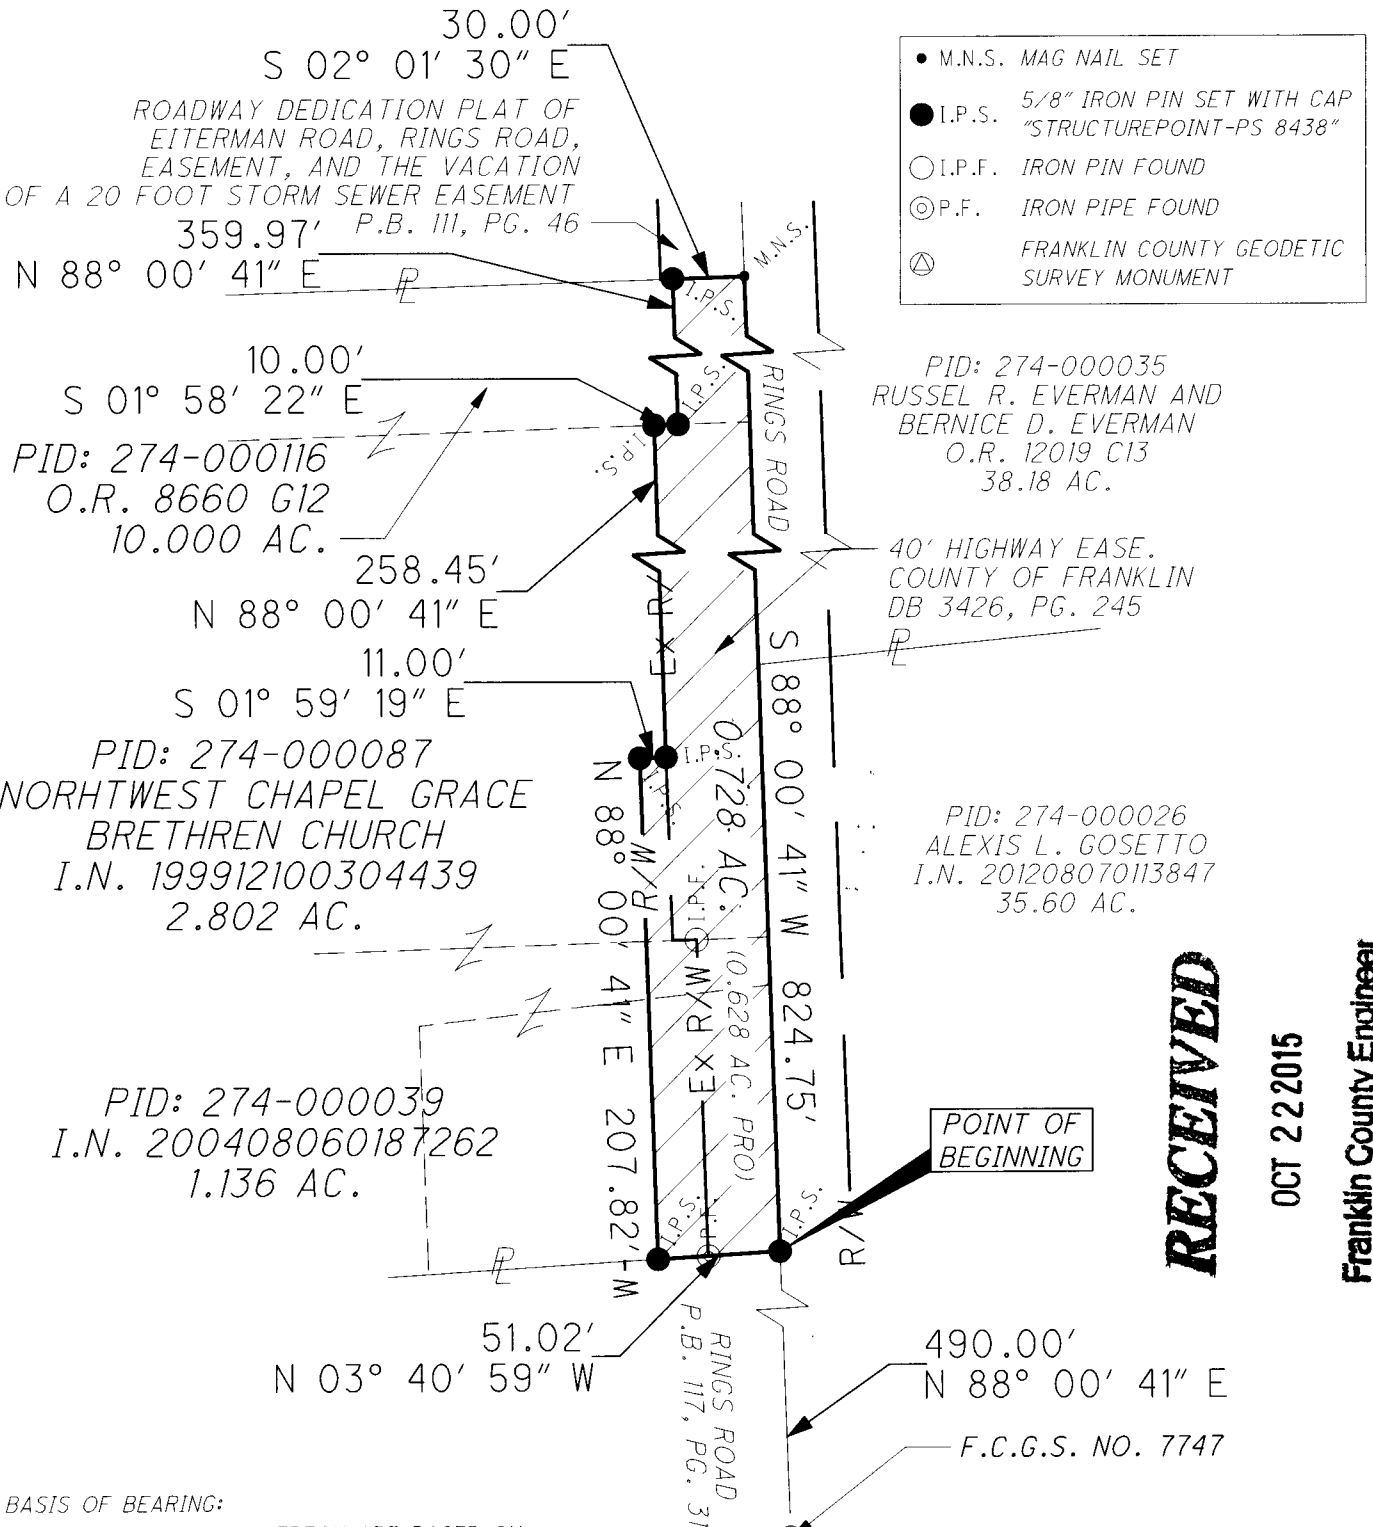 30.00'
S 02° 01' 30" E
ROADWAY DEDICATION PLAT OF
EITERMAN ROAD, RINGS ROAD,
EASEMENT, AND THE VACATION
OF A 20 FOOT STORM SEWER EASEMENT
P.B. 111, PG. 46
359.97'
N 88° 00' 41" E
PL
M.N.S.
I.P.S.
• M.N.S. MAG NAIL SET
I.P.S. 5/8" IRON PIN SET WITH CAP
"STRUCTUREPOINT-PS 8438"
I.P.F. IRON PIN FOUND
P.F. IRON PIPE FOUND
FRANKLIN COUNTY GEODETIC
SURVEY MONUMENT
10.00'
S 01° 58' 22" E
I.P.S.
I.P.S.
RINGS ROAD
PID: 274-000116
O.R. 8660 G12
10.000 AC.
PID: 274-000035
RUSSEL R. EVERMAN AND
BERNICE D. EVERMAN
O.R. 12019 C13
38.18 AC.
258.45'
N 88° 00' 41" E
40' HIGHWAY EASE.
COUNTY OF FRANKLIN
DB 3426, PG. 245
PL
Ex R/
11.00'
S 01° 59' 19" E
I.P.S.
I.P.S.
S 88° 00' 41" W 824.75'
0.728 AC.
(0.628 AC. PRO)
PID: 274-000087
NORHTWEST CHAPEL GRACE
BRETHREN CHURCH
I.N. 199912100304439
2.802 AC.
N 88° 00' 41" E 207.82'-M
R/W
I.P.F.
EX R/W
PID: 274-000026
ALEXIS L. GOSETTO
I.N. 201208070113847
35.60 AC.
PID: 274-000039
I.N. 200408060187262
1.136 AC.
POINT OF
BEGINNING
I.P.S.
I.P.S.
R/W
PL
RECEIVED
OCT 22 2015
Franklin County Engineer
51.02'
N 03° 40' 59" W
RINGS ROAD
P.B. 117, PG. 31
490.00'
N 88° 00' 41" E
F.C.G.S. NO. 7747
BASIS OF BEARING: